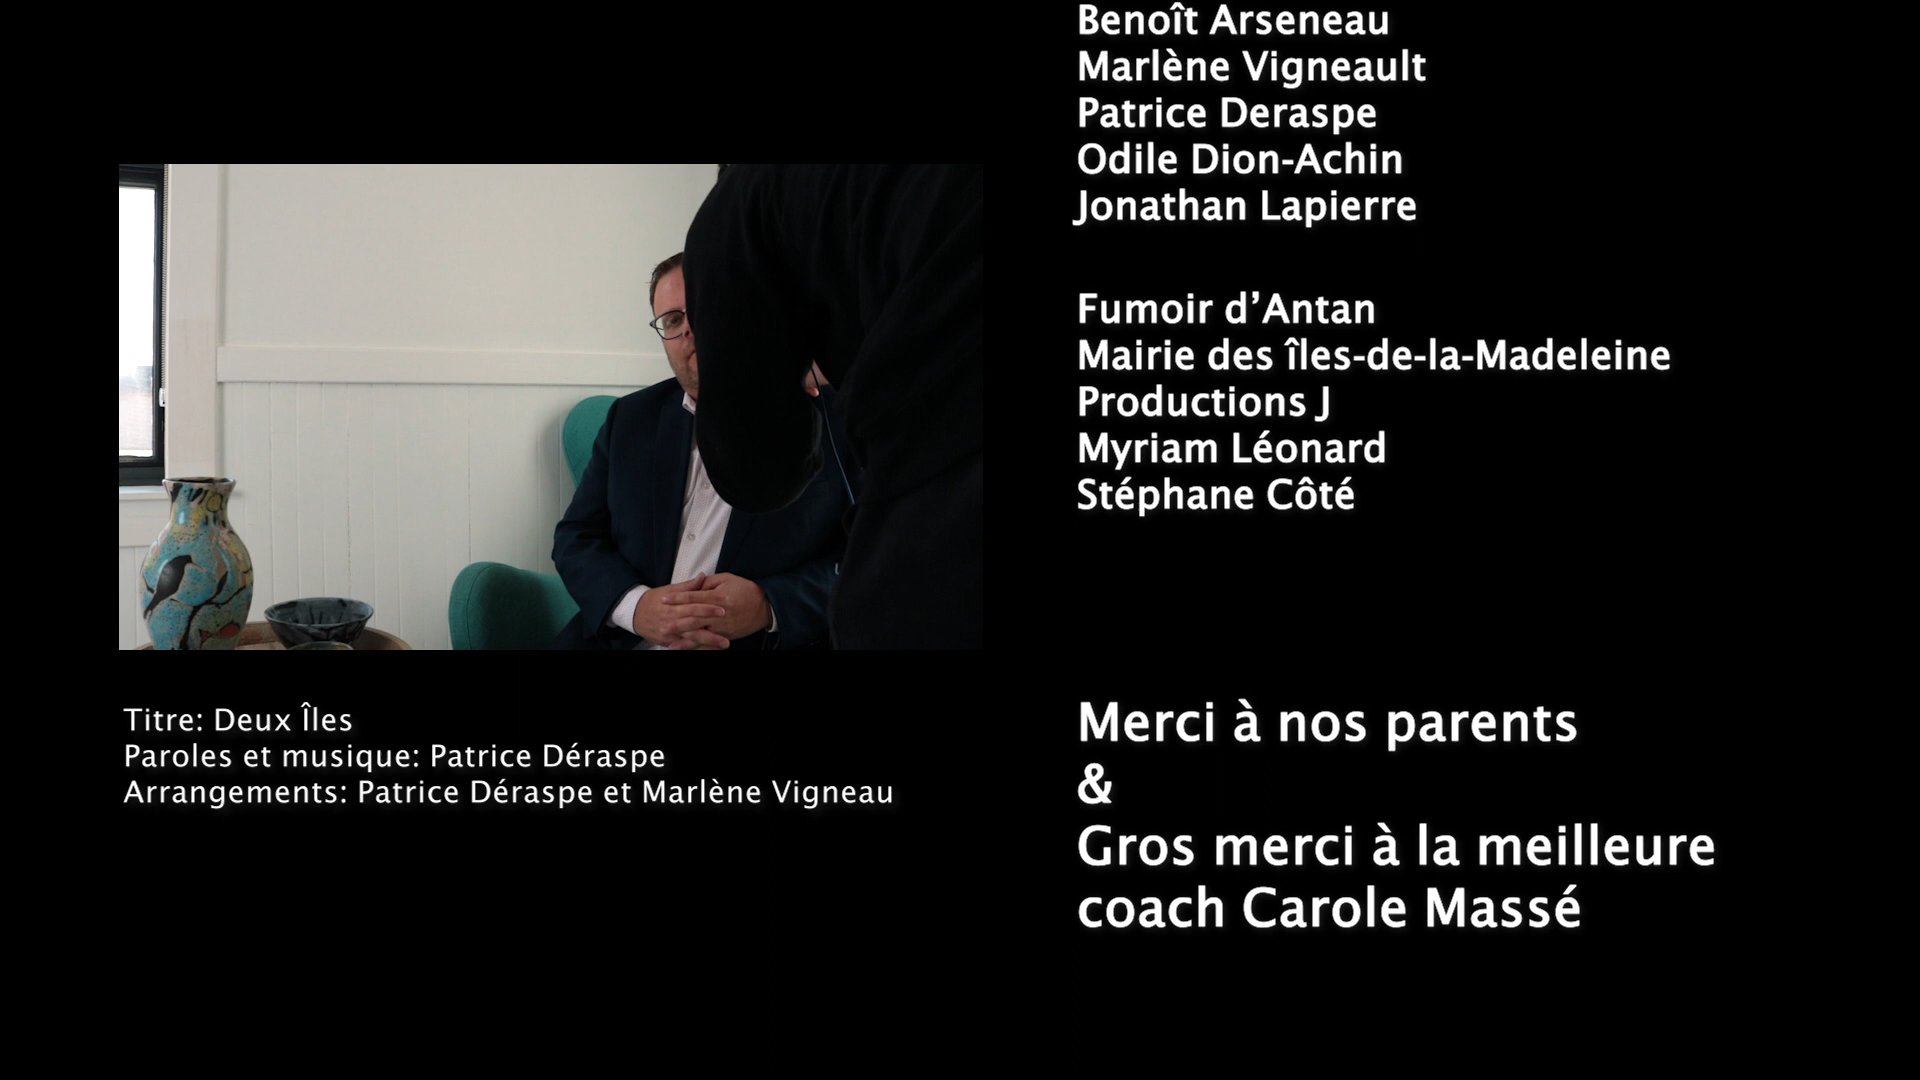 Benoît Arseneau
Marlène Vigneault
Patrice Deraspe
Odile Dion-Achin
Jonathan Lapierre
Fumoir d’Antan
Mairie des îles-de-la-Madeleine
Productions J
Myriam Léonard
Stéphane Côté
Titre: Deux Îles
Paroles et musique: Patrice Déraspe
Arrangements: Patrice Déraspe et Marlène Vigneau
Merci à nos parents
&
Gros merci à la meilleure
coach Carole Massé